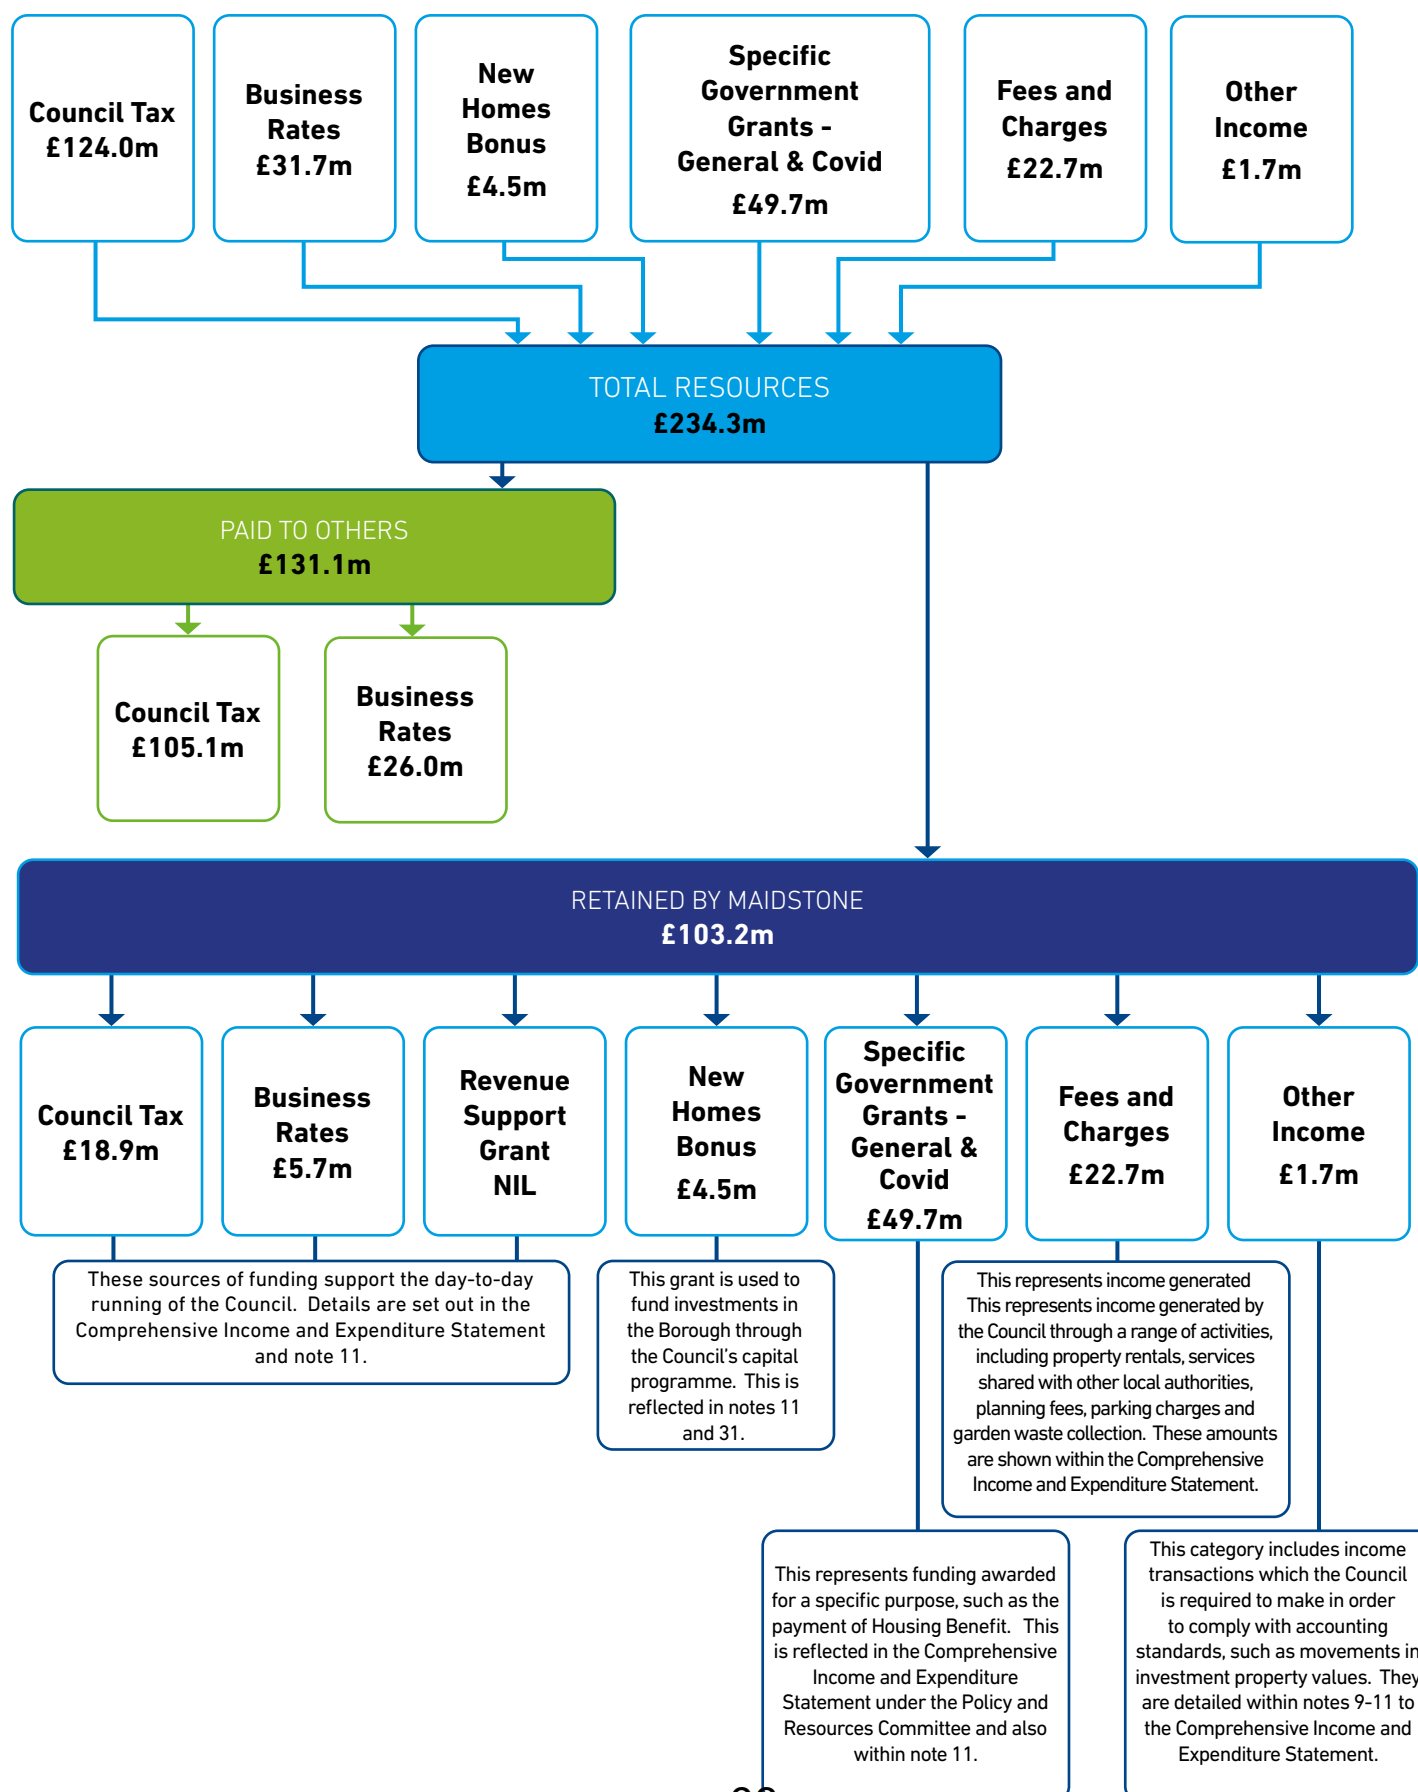 Council Tax
£124.0m
Business
Rates
£31.7m
New
Homes
Bonus
£4.5m
Specific
Government
Grants -
General & Covid
£49.7m
Fees and
Charges
£22.7m
Other
Income
£1.7m
TOTAL RESOURCES
£234.3m
PAID TO OTHERS
£131.1m
Council Tax
£105.1m
Business
Rates
£26.0m
RETAINED BY MAIDSTONE
£103.2m
Council Tax
£18.9m
Business
Rates
£5.7m
Revenue
Support
Grant
NIL
New
Homes
Bonus
£4.5m
Specific
Government
Grants -
General &
Covid
£49.7m
Fees and
Charges
£22.7m
Other
Income
£1.7m
These sources of funding support the day-to-day
running of the Council. Details are set out in the
Comprehensive Income and Expenditure Statement
and note 11.
This grant is used to
fund investments in
the Borough through
the Council's capital
programme. This is
reflected in notes 11
and 31.
This represents income generated
This represents income generated by
the Council through a range of activities,
including property rentals, services
shared with other local authorities,
planning fees, parking charges and
garden waste collection. These amounts
are shown within the Comprehensive
Income and Expenditure Statement.
This represents funding awarded
for a specific purpose, such as the
payment of Housing Benefit. This
is reflected in the Comprehensive
Income and Expenditure
Statement under the Policy and
Resources Committee and also
within note 11.
This category includes income
transactions which the Council
is required to make in order
to comply with accounting
standards, such as movements in
investment property values. They
are detailed within notes 9-11 to
the Comprehensive Income and
Expenditure Statement.